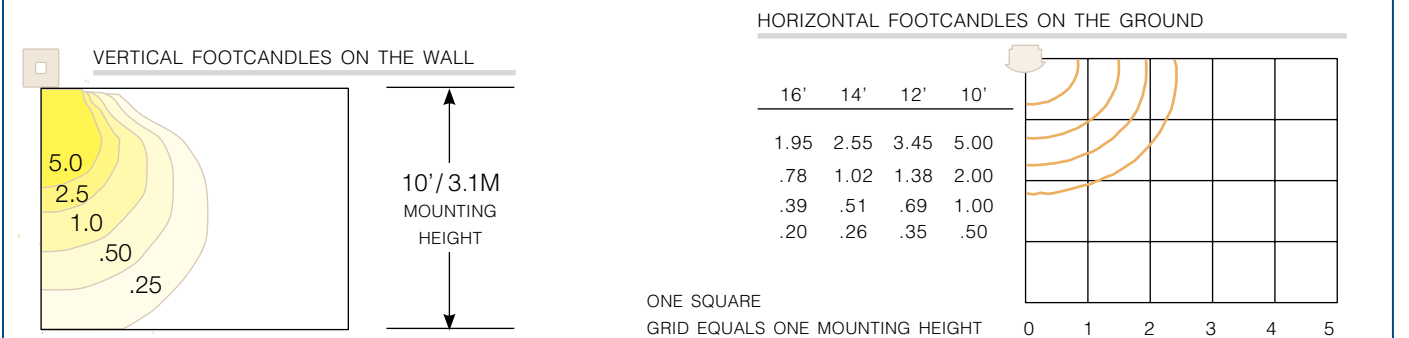 VERTICAL FOOTCANDLES ON THE WALL
5.0
2.5
1.0
.50
.25
10’/3.1M
MOUNTING
HEIGHT
HORIZONTAL FOOTCANDLES ON THE GROUND
16’ 14’ 12’ 10’
1.95 2.55 3.45 5.00
.78 1.02 1.38 2.00
.39 .51 .69 1.00
.20 .26 .35 .50
ONE SQUARE
GRID EQUALS ONE MOUNTING HEIGHT
0 1 2 3 4 5